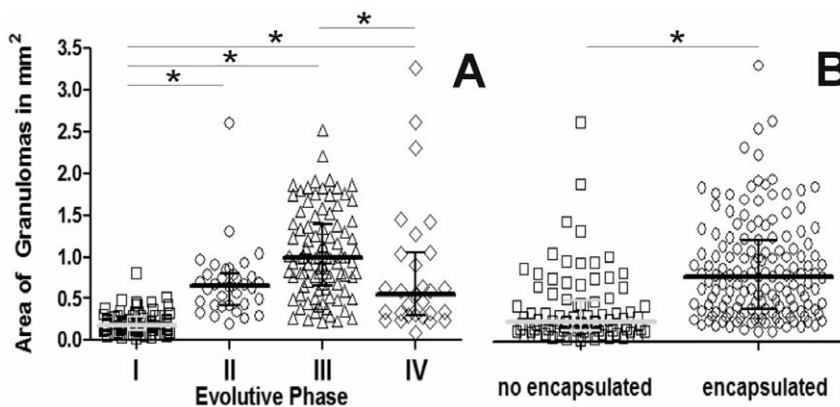 Area of Granulomas in mm²
3.5
3.0
2.5
2.0
1.5
1.0
0.5
0.0
* * * *
A
I II III IV
Evolutive Phase
*
B
no encapsulated encapsulated